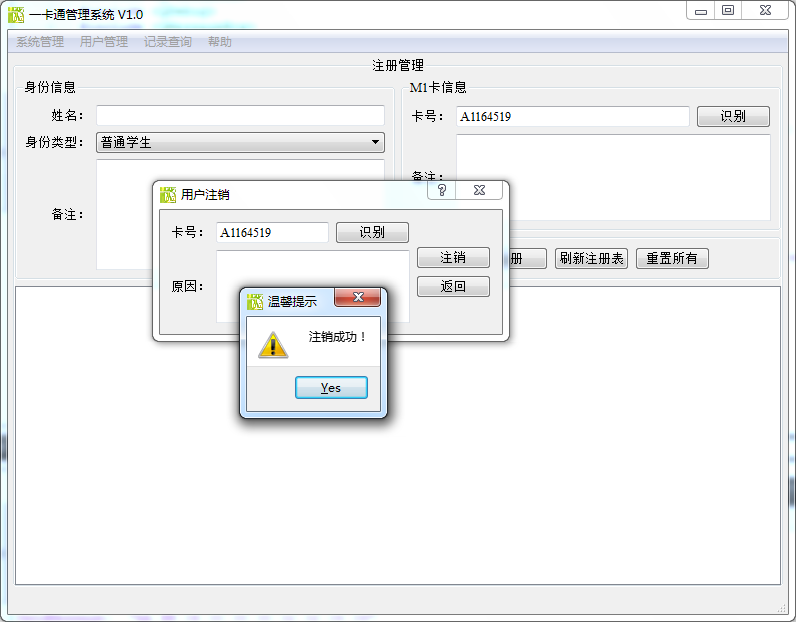 一卡通管理系统 V1.0
系统管理 用户管理 记录查询 帮助
注册管理
身份信息
姓名：
身份类型： 普通学生
备注：
M1卡信息
卡号： A1164519 识别
备注：
册 刷新注册表 重置所有
用户注销
卡号： A1164519 识别
原因：
注销
返回
温馨提示
注销成功！
Yes